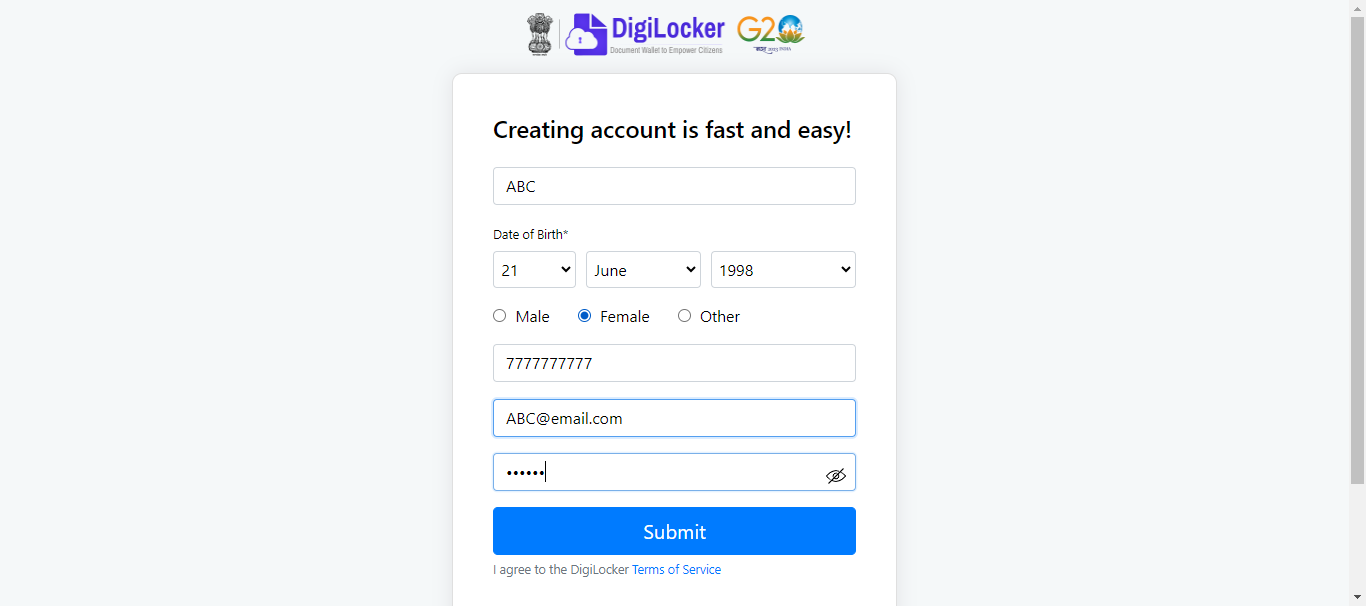 DigiLocker
Document Wallet to Empower Citizens
G20
भारत 2023 INDIA
Creating account is fast and easy!
ABC
Date of Birth*
21 June 1998
Male Female Other
7777777777
ABC@email.com
••••••
Submit
I agree to the DigiLocker Terms of Service